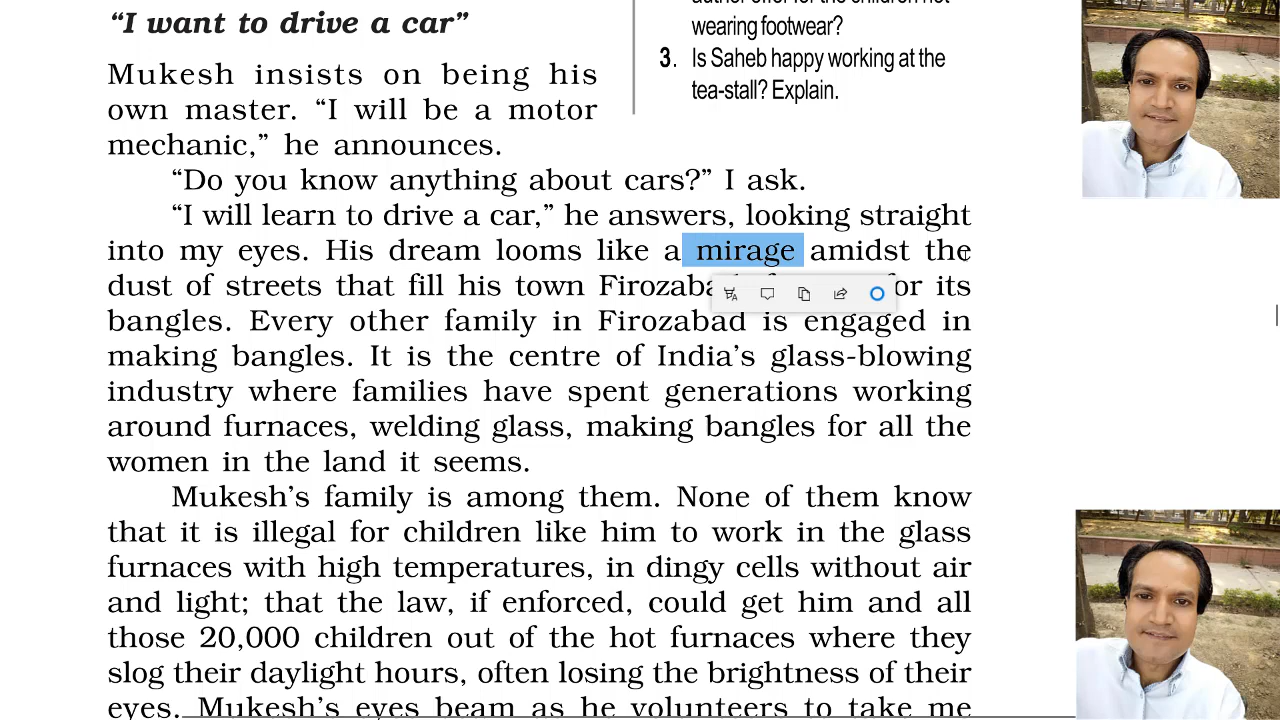 “I want to drive a car”
Mukesh insists on being his
own master. “I will be a motor
mechanic,” he announces.
wearing footwear?
3. Is Saheb happy working at the
tea-stall? Explain.
“Do you know anything about cars?” I ask.
“I will learn to drive a car,” he answers, looking straight
into my eyes. His dream looms like a mirage amidst the
dust of streets that fill his town Firozabad for its
bangles. Every other family in Firozabad is engaged in
making bangles. It is the centre of India’s glass-blowing
industry where families have spent generations working
around furnaces, welding glass, making bangles for all the
women in the land it seems.
Mukesh’s family is among them. None of them know
that it is illegal for children like him to work in the glass
furnaces with high temperatures, in dingy cells without air
and light; that the law, if enforced, could get him and all
those 20,000 children out of the hot furnaces where they
slog their daylight hours, often losing the brightness of their
eyes. Mukesh’s eyes beam as he volunteers to take me